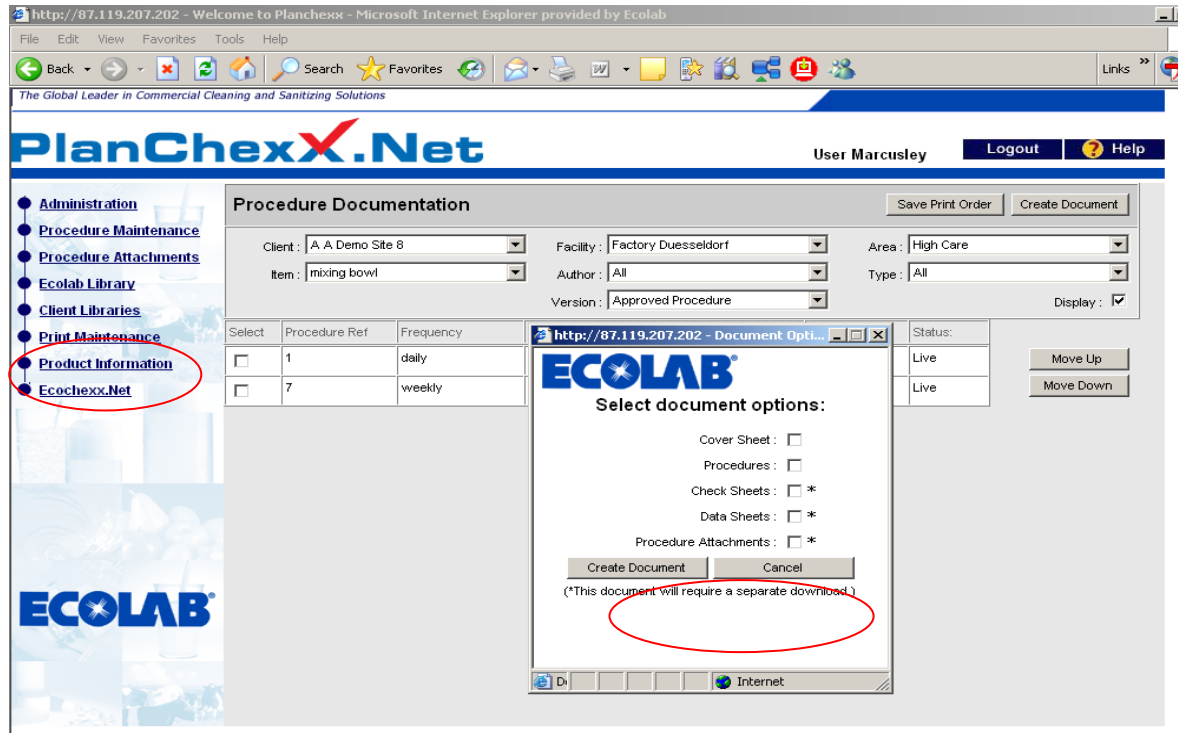 http://87.119.207.202 - Welcome to Planchexx - Microsoft Internet Explorer provided by Ecolab
File Edit View Favorites Tools Help
Back Search Favorites Links »
The Global Leader in Commercial Cleaning and Sanitizing Solutions
PlanChexX.Net
User Marcusley Logout ? Help
Administration
Procedure Maintenance
Procedure Attachments
Ecolab Library
Client Libraries
Print Maintenance
Product Information
Ecochexx.Net
ECOLAB
Procedure Documentation Save Print Order Create Document
Client : A A Demo Site 8 Facility : Factory Duesseldorf Area : High Care
Item : mixing bowl Author : All Type : All
Version : Approved Procedure Display :
Select Procedure Ref Frequency Status:
1 daily Live Move Up
7 weekly Live Move Down
http://87.119.207.202 - Document Opti...
ECOLAB®
Select document options:
Cover Sheet :
Procedures :
Check Sheets : *
Data Sheets : *
Procedure Attachments : *
Create Document Cancel
(*This document will require a separate download.)
Internet